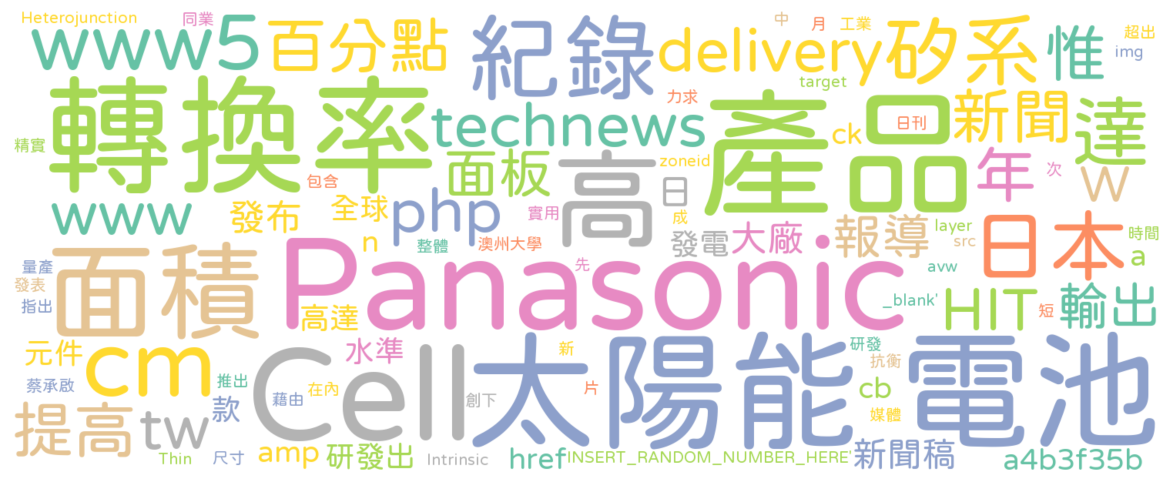 Heterojunction 同業 中 月 工業 超出
www5 百分點 紀錄 delivery 矽系 惟 img
target
轉換率 力求 產品 日刊 新聞 達
technews ck
精實 面板 高 zoneid 年 次 w
包含
www 發布 全球 php 實用 日 成 報導 日本 layer 時間
n 整體 澳州大學 發電 大廠 src a
量產 面積 Panasonic 先 avw
發表 _blank'
指出 高達 HIT 短 輸出
元件 cm 水準 Cell 太陽能 新 研發 電池
抗衡
蔡承啟 推出 在內 片 cb
提高 tw 款 藉由 創下 媒體
Thin 尺寸 amp 研發出 Intrinsic href INSERT_RANDOM_NUMBER_HERE' 新聞稿 a4b3f35b